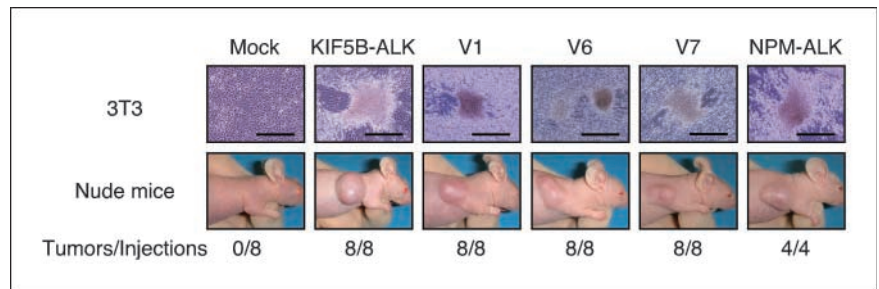 Mock KIF5B-ALK V1 V6 V7 NPM-ALK
3T3
Nude mice
Tumors/Injections 0/8 8/8 8/8 8/8 8/8 4/4